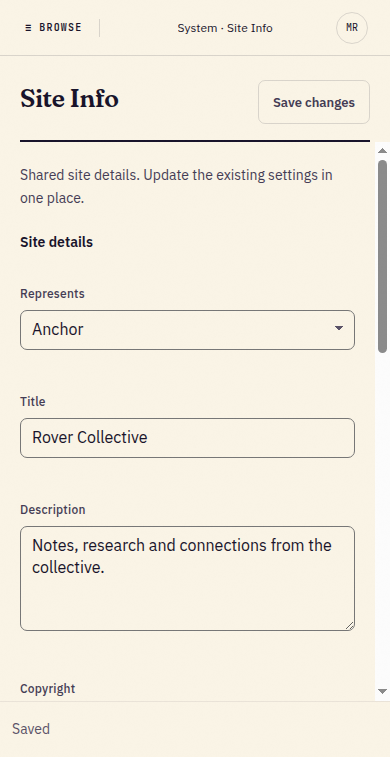 ≡ BROWSE
System · Site Info
MR
Site Info
Save changes
Shared site details. Update the existing settings in
one place.
Site details
Represents
Anchor
Title
Rover Collective
Description
Notes, research and connections from the
collective.
Copyright
Saved